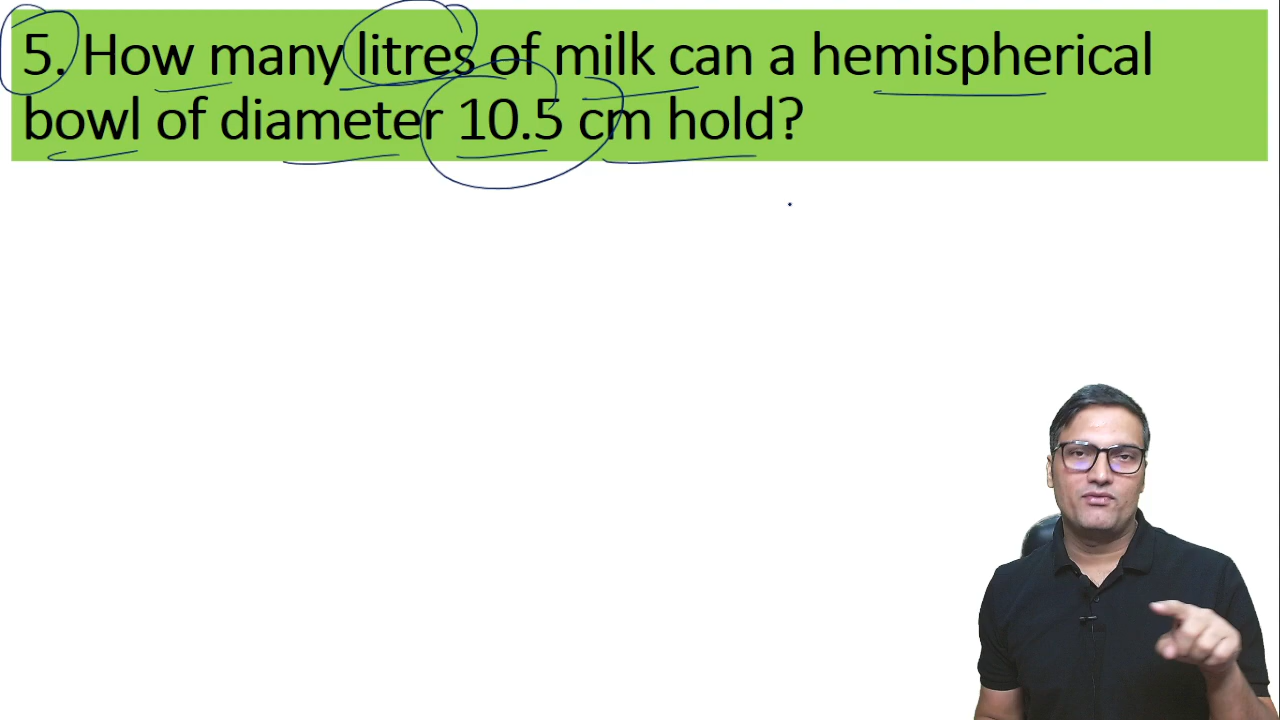 5. How many litres of milk can a hemispherical
bowl of diameter 10.5 cm hold?